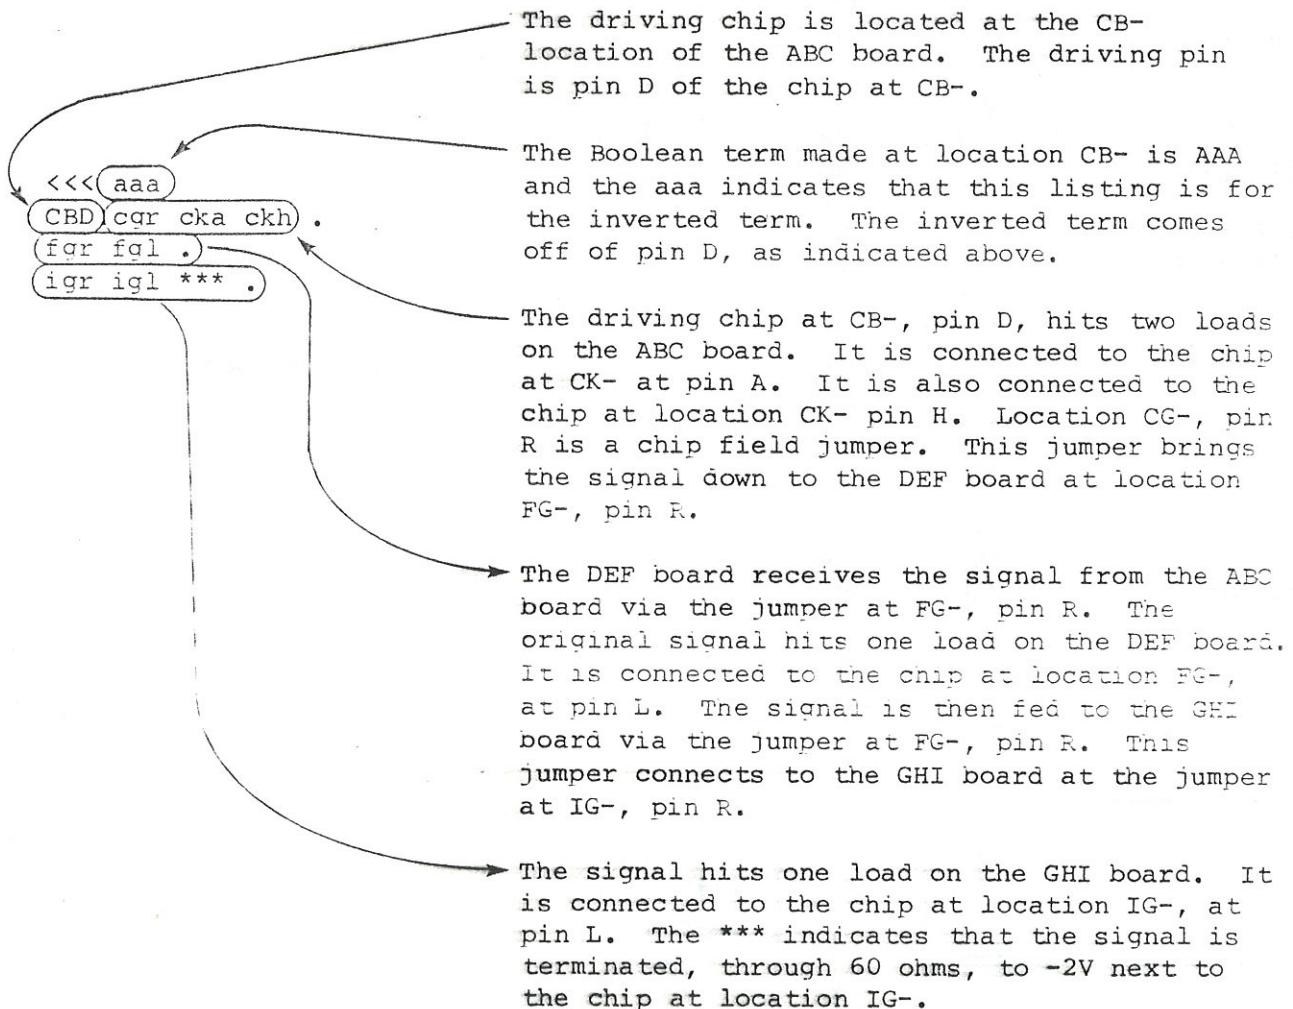 The driving chip is located at the CB-
location of the ABC board. The driving pin
is pin D of the chip at CB-.
<<<aaa
CBD cgr cka ckh .
fgr fgl .
igr igl *** .
The Boolean term made at location CB- is AAA
and the aaa indicates that this listing is for
the inverted term. The inverted term comes
off of pin D, as indicated above.
The driving chip at CB-, pin D, hits two loads
on the ABC board. It is connected to the chip
at CK- at pin A. It is also connected to the
chip at location CK- pin H. Location CG-, pin
R is a chip field jumper. This jumper brings
the signal down to the DEF board at location
FG-, pin R.
The DEF board receives the signal from the ABC
board via the jumper at FG-, pin R. The
original signal hits one load on the DEF board.
It is connected to the chip at location FG-,
at pin L. The signal is then fed to the GHI
board via the jumper at FG-, pin R. This
jumper connects to the GHI board at the jumper
at IG-, pin R.
The signal hits one load on the GHI board. It
is connected to the chip at location IG-, at
pin L. The *** indicates that the signal is
terminated, through 60 ohms, to -2V next to
the chip at location IG-.